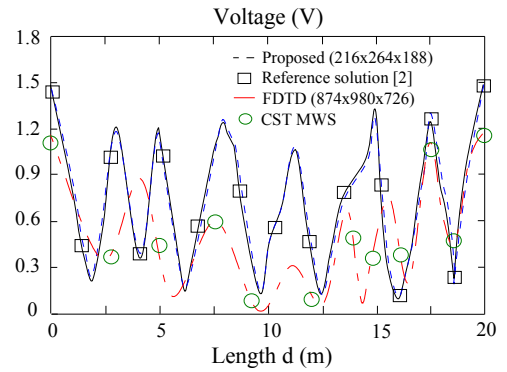 Voltage (V)
1.8
1.5
1.2
0.9
0.6
0.3
0
Proposed (216x264x188)
Reference solution [2]
FDTD (874x980x726)
CST MWS
0 5 10 15 20
Length d (m)